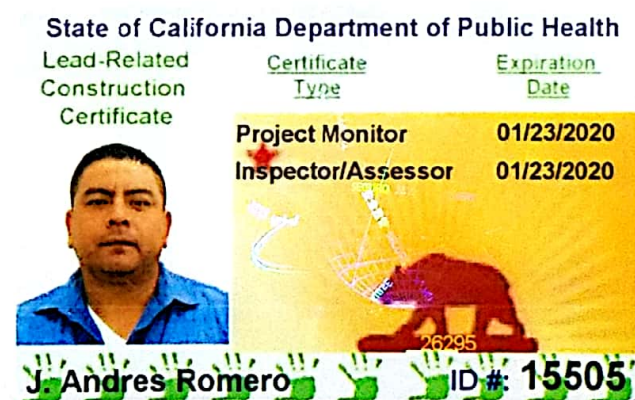 State of California Department of Public Health
Lead-Related
Construction
Certificate
Certificate
Type
Expiration
Date
Project Monitor 01/23/2020
Inspector/Assessor 01/23/2020
26295
J. Andres Romero ID #: 15505